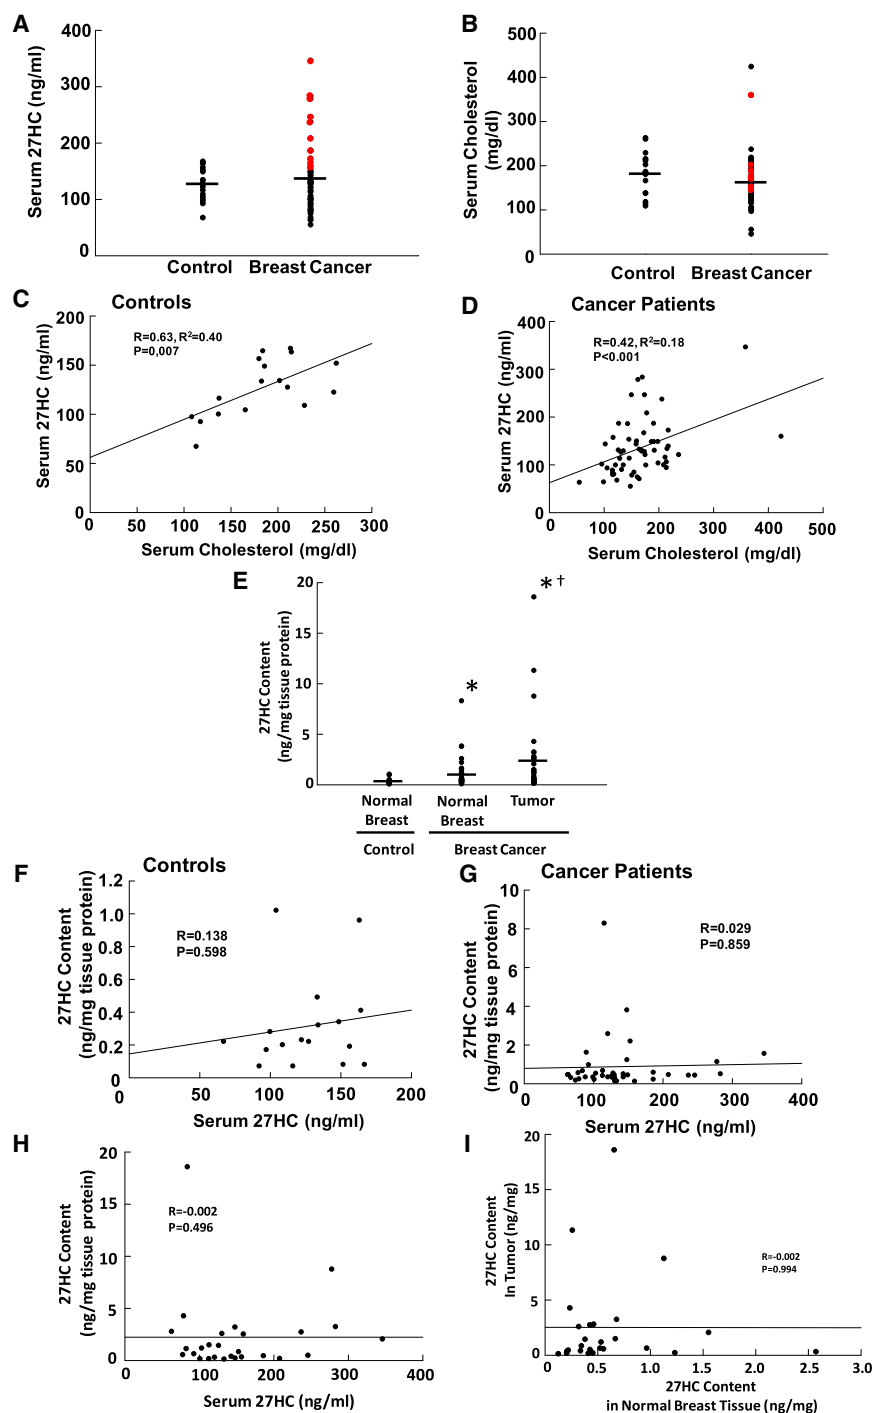 A
B
Serum 27HC (ng/ml)
400
300
200
100
0
Control
Breast Cancer
Serum Cholesterol
(mg/dl)
500
400
300
200
100
0
Control
Breast Cancer
C
Controls
Serum 27HC (ng/ml)
200
150
100
50
0
R=0.63, R²=0.40
P=0,007
0
50
100
150
200
250
300
Serum Cholesterol (mg/dl)
D
Cancer Patients
Serum 27HC (ng/ml)
400
300
200
100
0
R=0.42, R²=0.18
P<0.001
0
100
200
300
400
500
Serum Cholesterol (mg/dl)
E
27HC Content
(ng/mg tissue protein)
20
15
10
5
0
*
* †
Normal
Breast
Normal
Breast
Tumor
Control
Breast Cancer
F
Controls
27HC Content
(ng/mg tissue protein)
1.2
1.0
0.8
0.6
0.4
0.2
0
R=0.138
P=0.598
0
50
100
150
200
Serum 27HC (ng/ml)
G
Cancer Patients
27HC Content
(ng/mg tissue protein)
10
8
6
4
2
0
R=0.029
P=0.859
0
100
200
300
400
Serum 27HC (ng/ml)
H
27HC Content
(ng/mg tissue protein)
20
15
10
5
0
R=-0.002
P=0.496
0
100
200
300
400
Serum 27HC (ng/ml)
I
27HC Content
In Tumor (ng/mg)
20
15
10
5
0
R=-0.002
P=0.994
0
0.5
1.0
1.5
2.0
2.5
3.0
27HC Content
in Normal Breast Tissue (ng/mg)